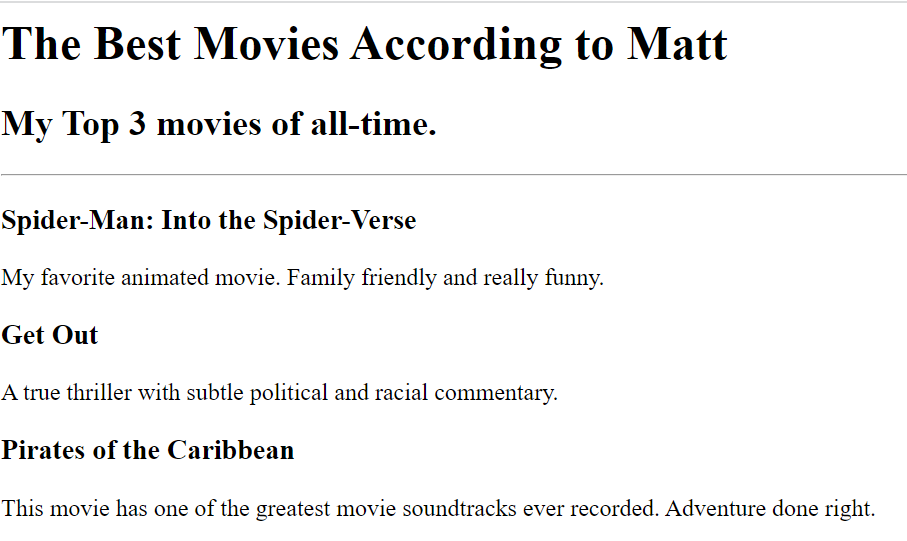 The Best Movies According to Matt
My Top 3 movies of all-time.
Spider-Man: Into the Spider-Verse
My favorite animated movie. Family friendly and really funny.
Get Out
A true thriller with subtle political and racial commentary.
Pirates of the Caribbean
This movie has one of the greatest movie soundtracks ever recorded. Adventure done right.